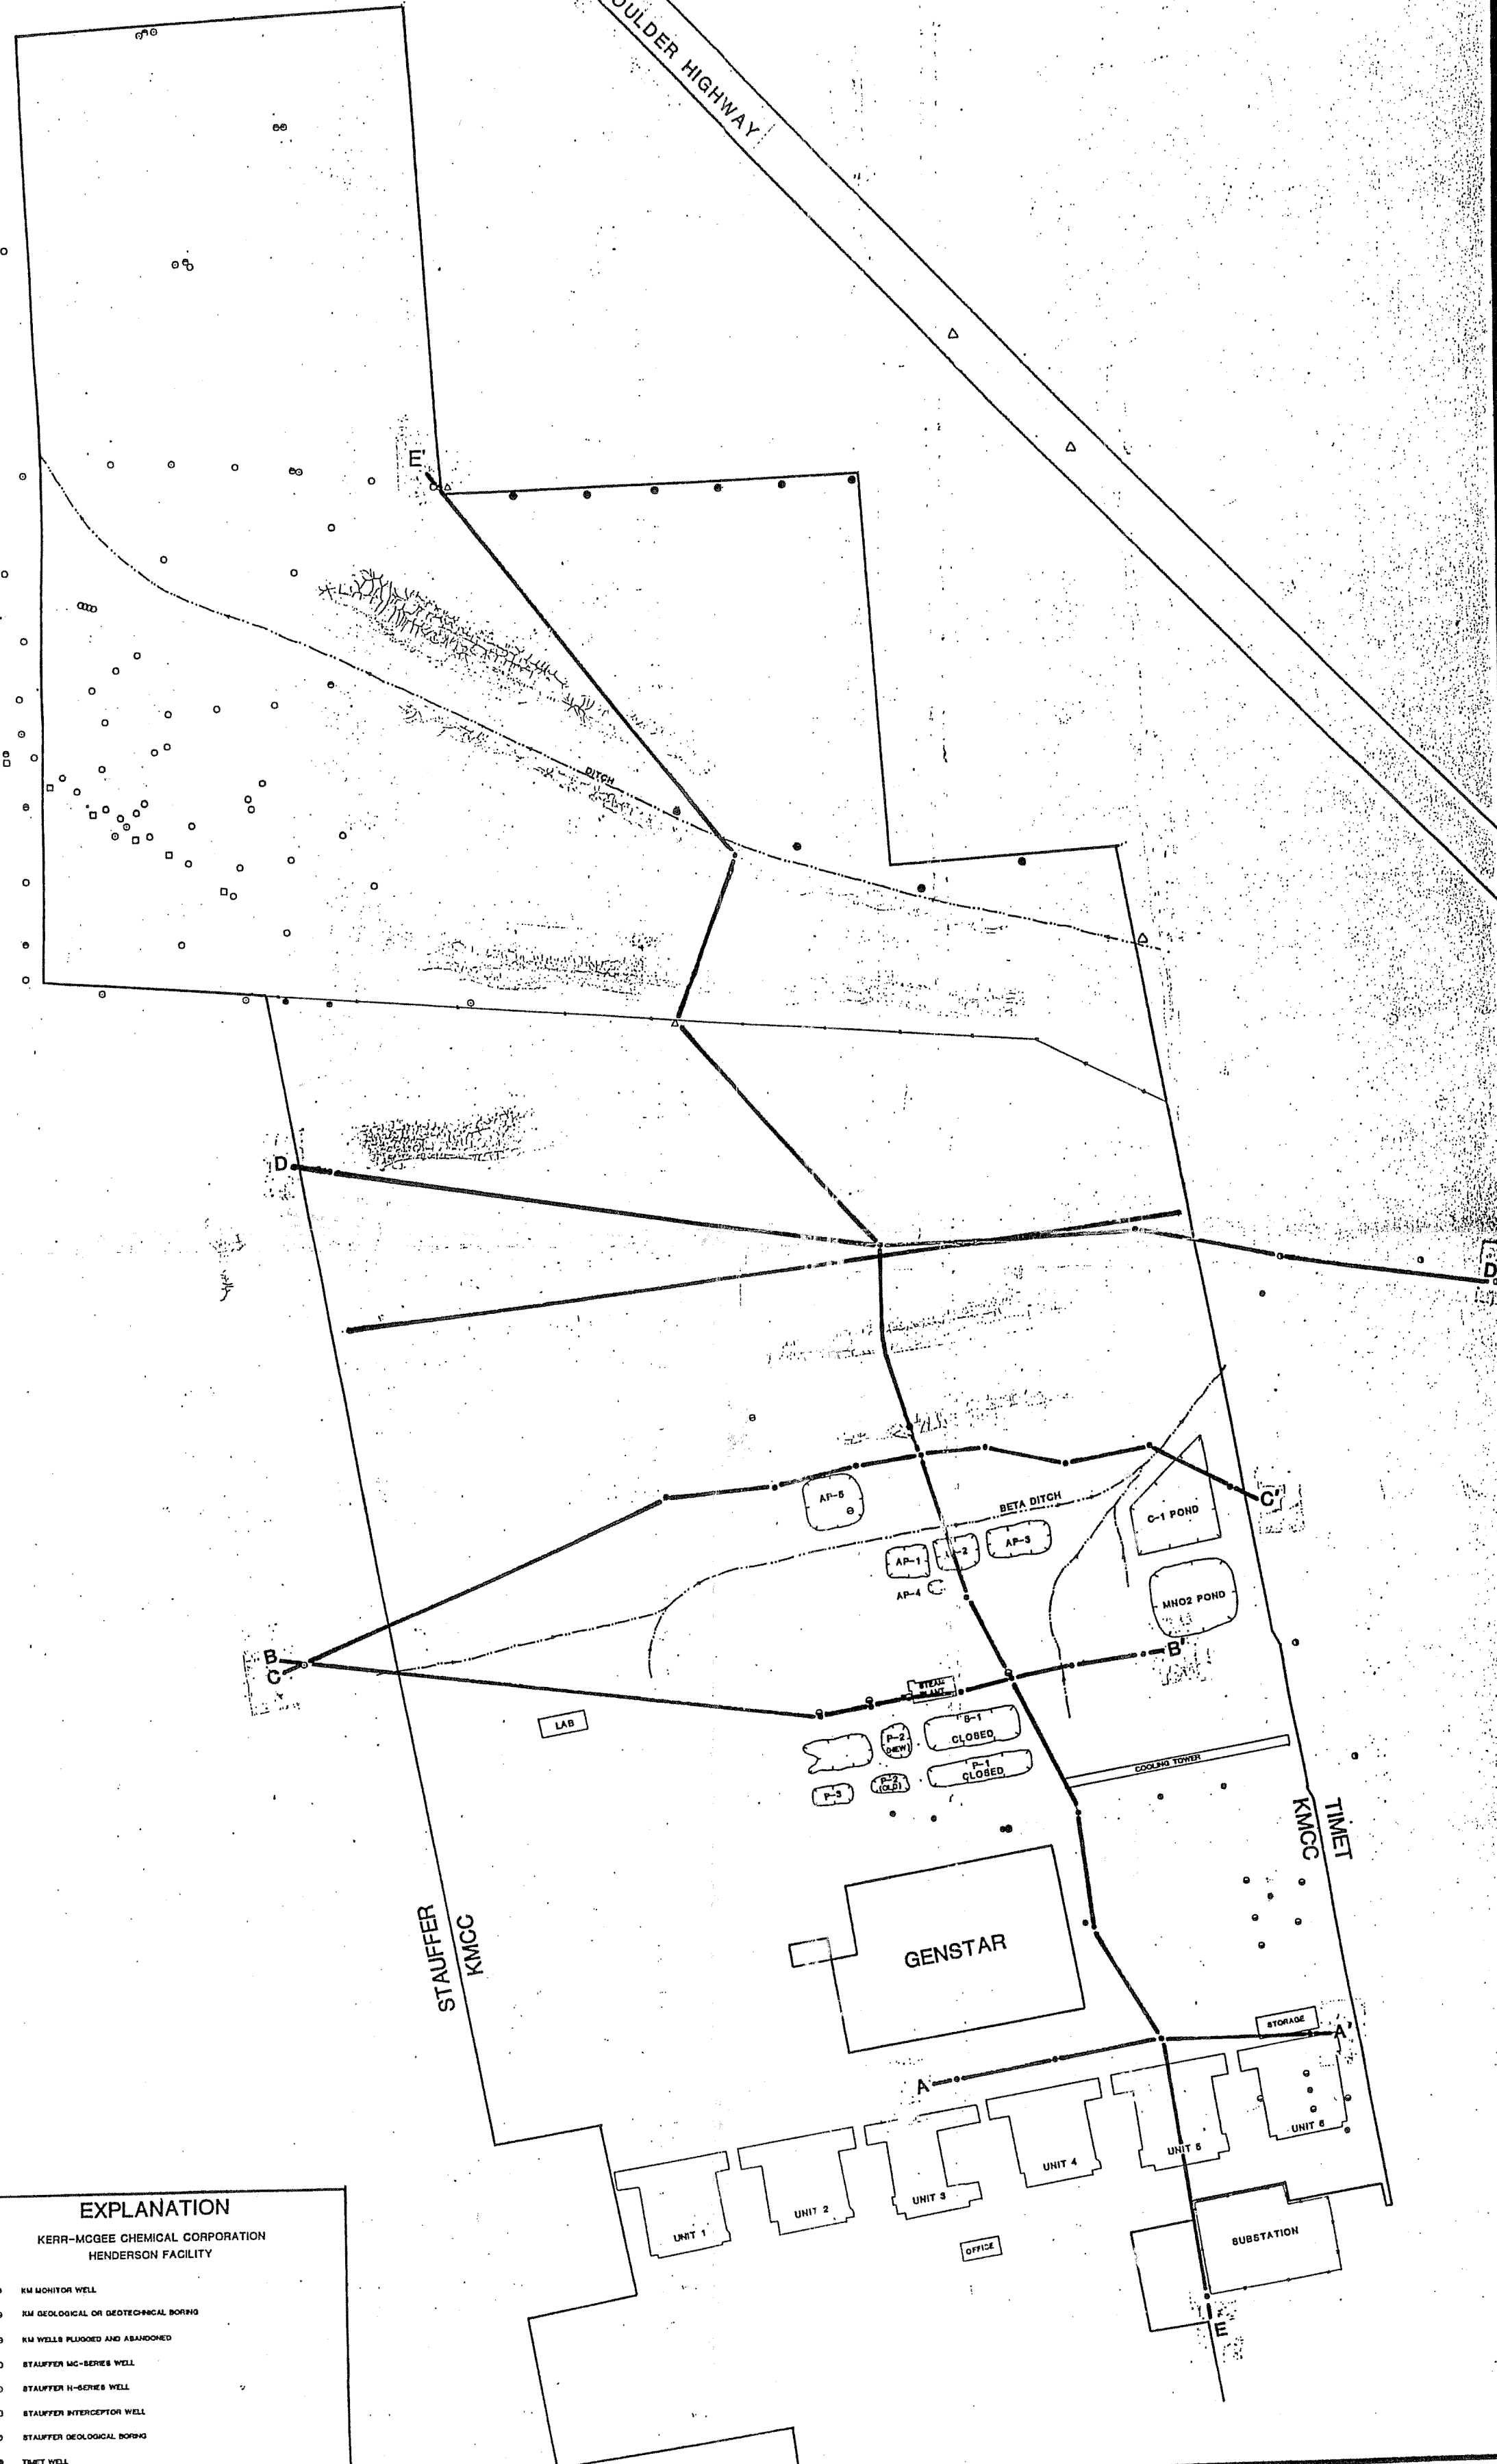 OULDER HIGHWAY
E'
DITCH
D
D
AP-5
BETA DITCH
C-1 POND
C'
AP-1
-2
AP-3
AP-4
MNO2 POND
B
C
B'
STEAM
PLANT
LAB
P-2
(NEW)
B-1
CLOSED
P-3
P-2
(OLD)
P-1
CLOSED
COOLING TOWER
TIMET
KMCC
STAUFFER
KMCC
GENSTAR
STORAGE
A'
A
UNIT 1
UNIT 2
UNIT 3
UNIT 4
UNIT 5
UNIT 6
OFFICE
SUBSTATION
E
EXPLANATION
KERR-MCGEE CHEMICAL CORPORATION
HENDERSON FACILITY
KM MONITOR WELL
KM GEOLOGICAL OR GEOTECHNICAL BORING
KM WELLS PLUGGED AND ABANDONED
STAUFFER MC-SERIES WELL
STAUFFER H-SERIES WELL
STAUFFER INTERCEPTOR WELL
STAUFFER GEOLOGICAL BORING
TIMET WELL